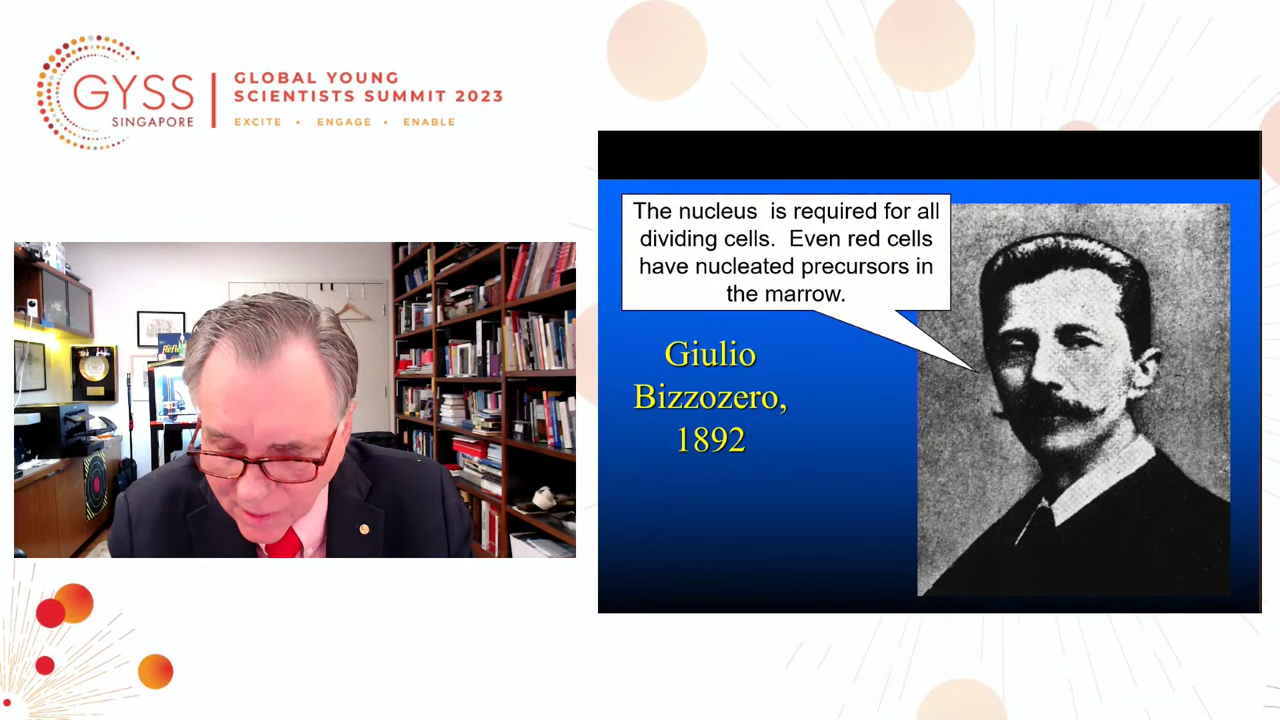 GYSS
SINGAPORE
GLOBAL YOUNG
SCIENTISTS SUMMIT 2023
EXCITE • ENGAGE • ENABLE
The nucleus is required for all
dividing cells. Even red cells
have nucleated precursors in
the marrow.
Giulio
Bizzozero,
1892